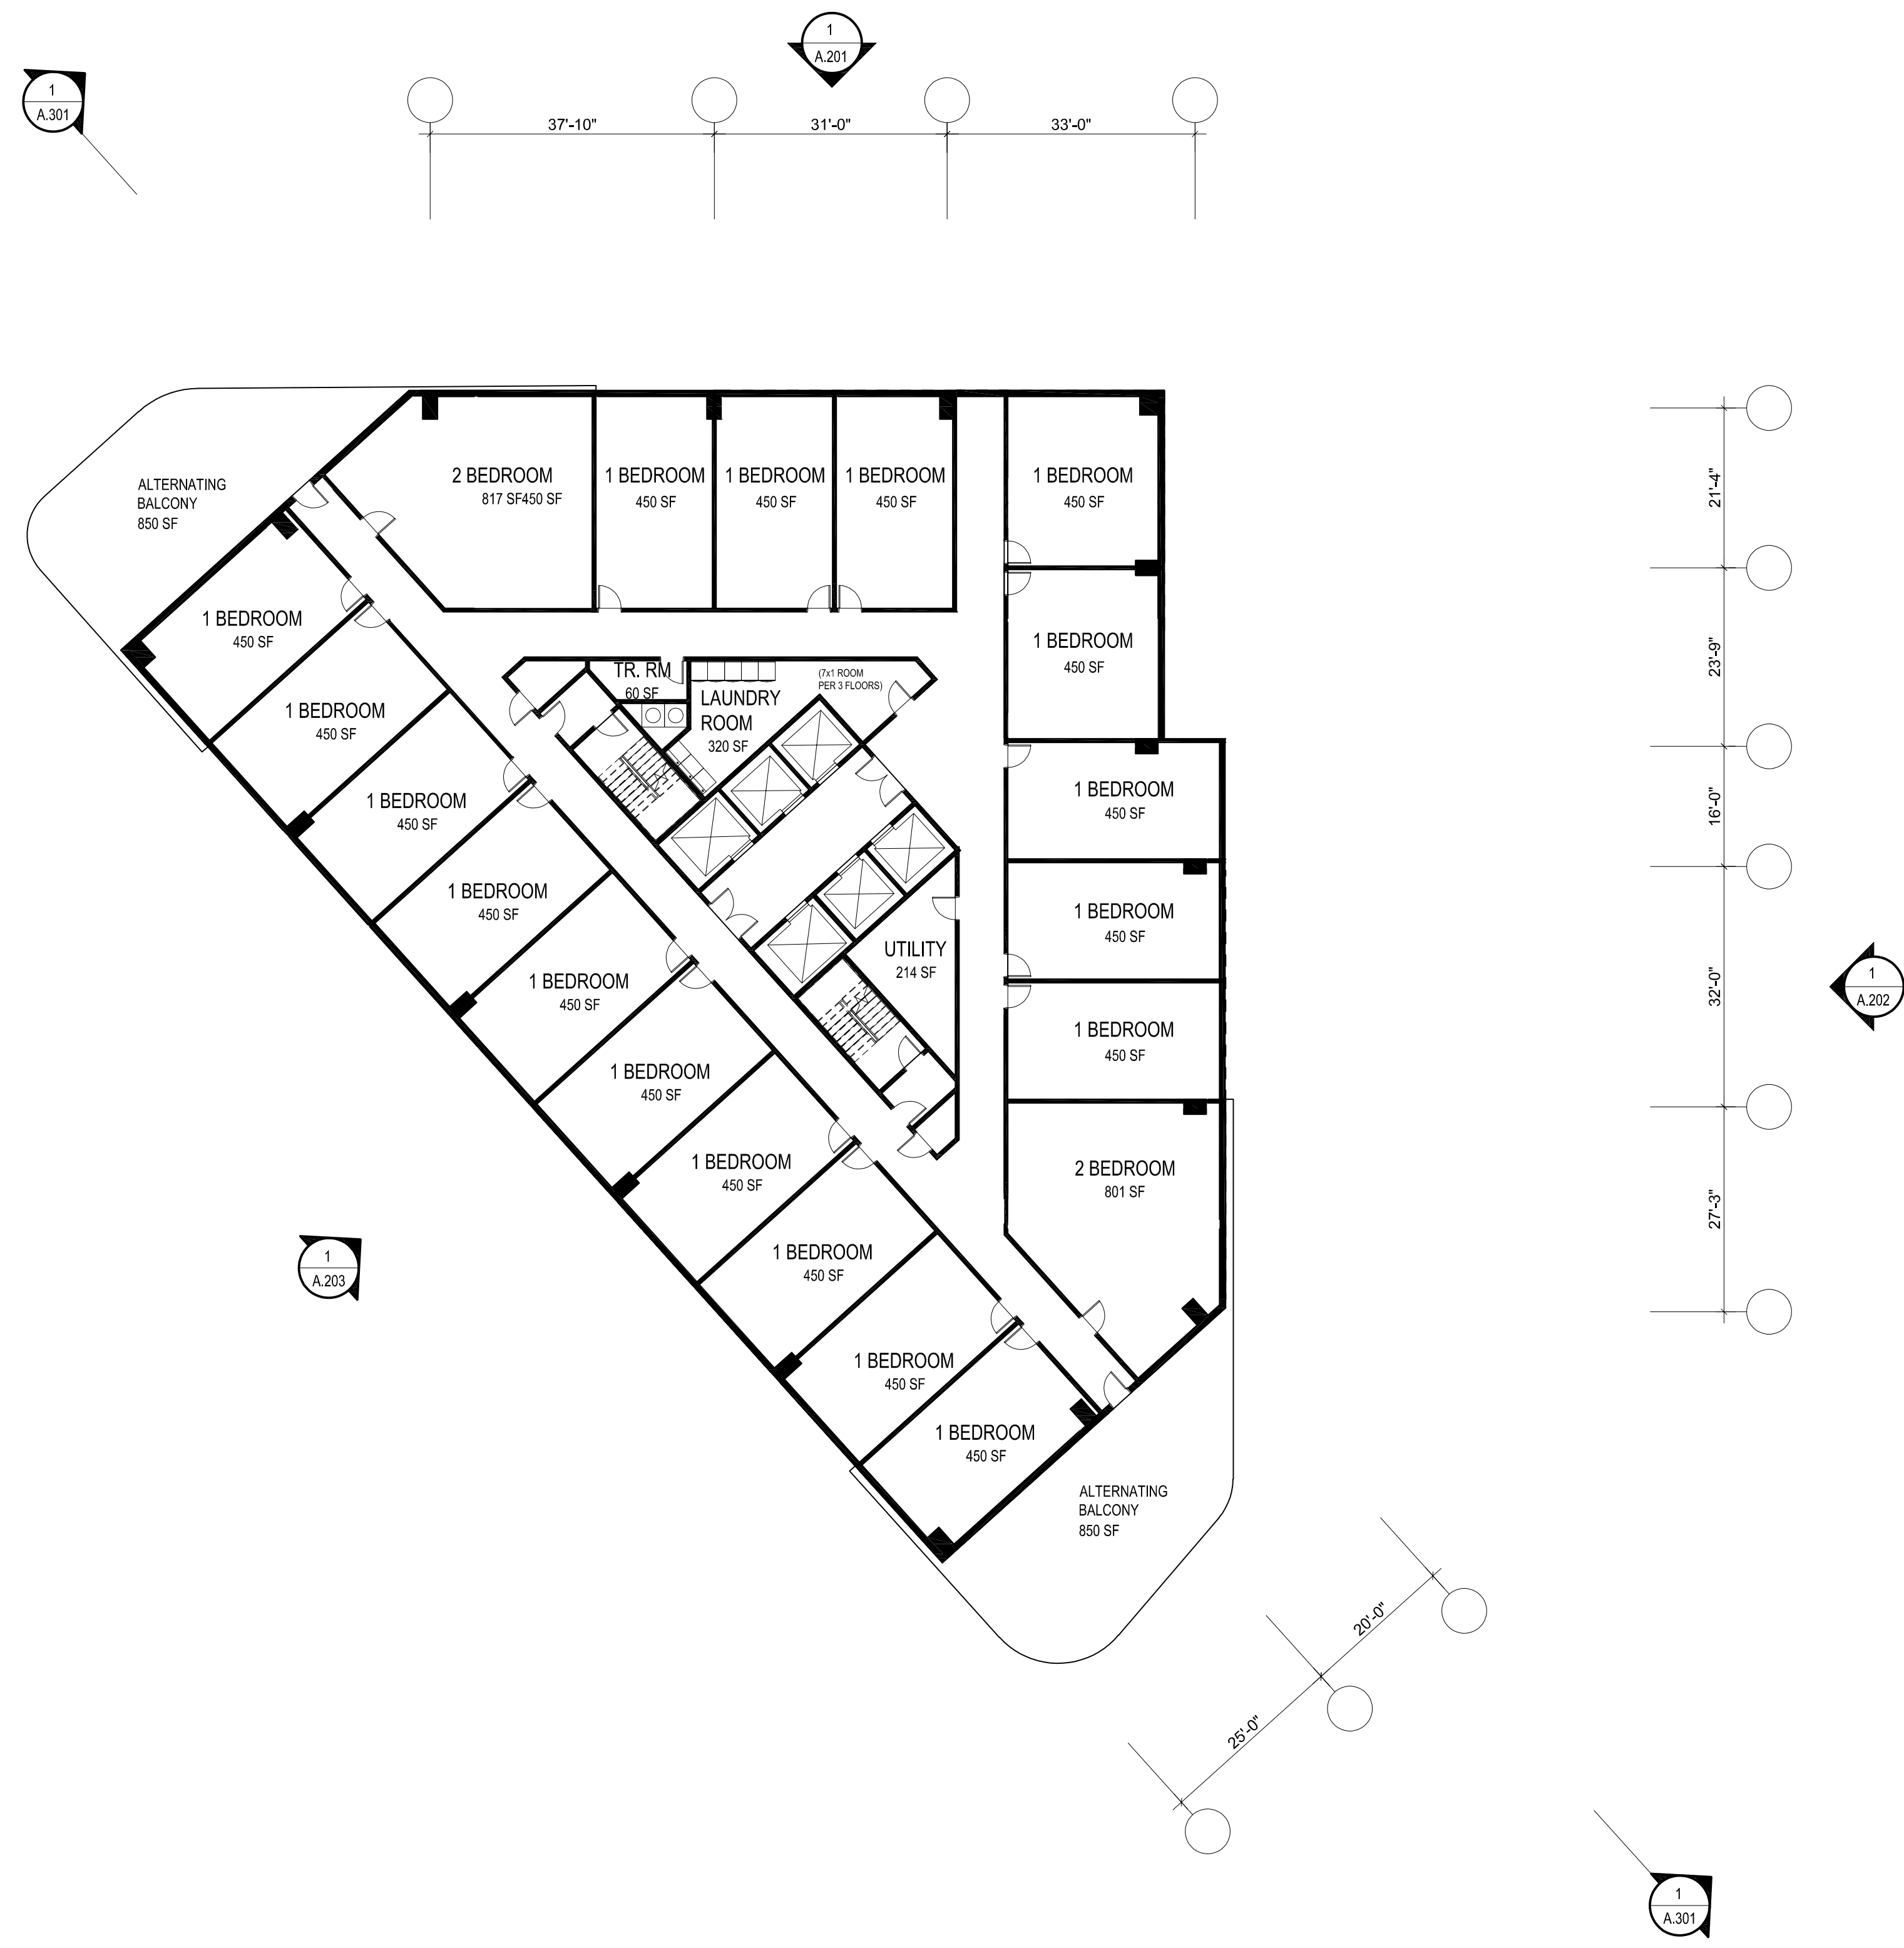 1
A.201
1
A.301
37'-10"
31'-0"
33'-0"
2 BEDROOM
817 SF450 SF
1 BEDROOM
450 SF
1 BEDROOM
450 SF
1 BEDROOM
450 SF
1 BEDROOM
450 SF
ALTERNATING
BALCONY
850 SF
21'-4"
1 BEDROOM
450 SF
1 BEDROOM
450 SF
23'-9"
TR. RM
60 SF
(7x1 ROOM
PER 3 FLOORS)
LAUNDRY
ROOM
320 SF
1 BEDROOM
450 SF
1 BEDROOM
450 SF
1 BEDROOM
450 SF
16'-0"
1 BEDROOM
450 SF
1 BEDROOM
450 SF
UTILITY
214 SF
1 BEDROOM
450 SF
32'-0"
1
A.202
1 BEDROOM
450 SF
1 BEDROOM
450 SF
1 BEDROOM
450 SF
2 BEDROOM
801 SF
27'-3"
1 BEDROOM
450 SF
1
A.203
1 BEDROOM
450 SF
1 BEDROOM
450 SF
ALTERNATING
BALCONY
850 SF
20'-0"
25'-0"
1
A.301